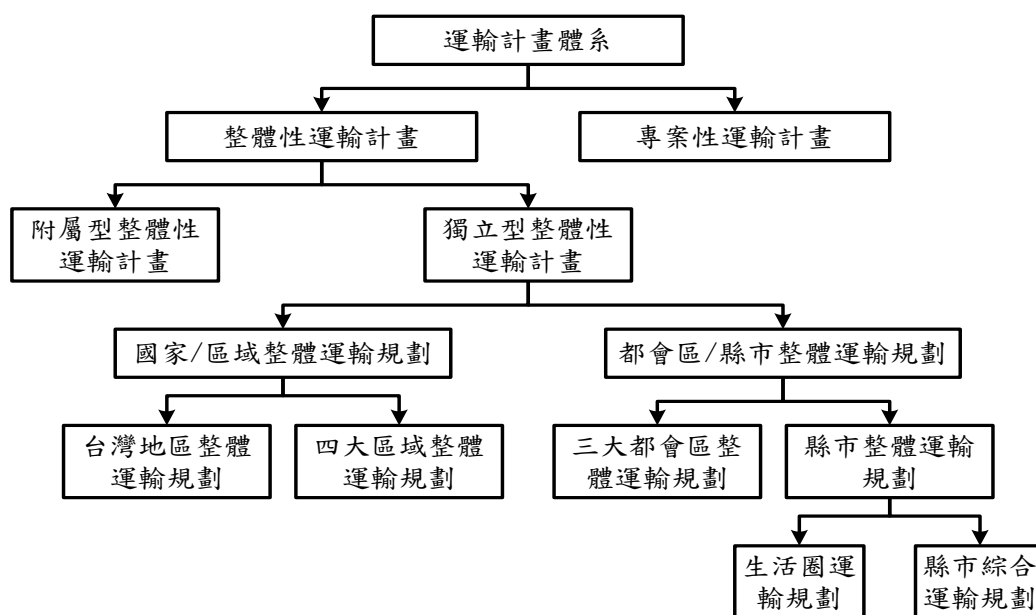 運輸計畫體系
整體性運輸計畫
專案性運輸計畫
附屬型整體性
運輸計畫
獨立型整體性
運輸計畫
國家/區域整體運輸規劃
都會區/縣市整體運輸規劃
台灣地區整體
運輸規劃
四大區域整體
運輸規劃
三大都會區整
體運輸規劃
縣市整體運輸
規劃
生活圈運
輸規劃
縣市綜合
運輸規劃